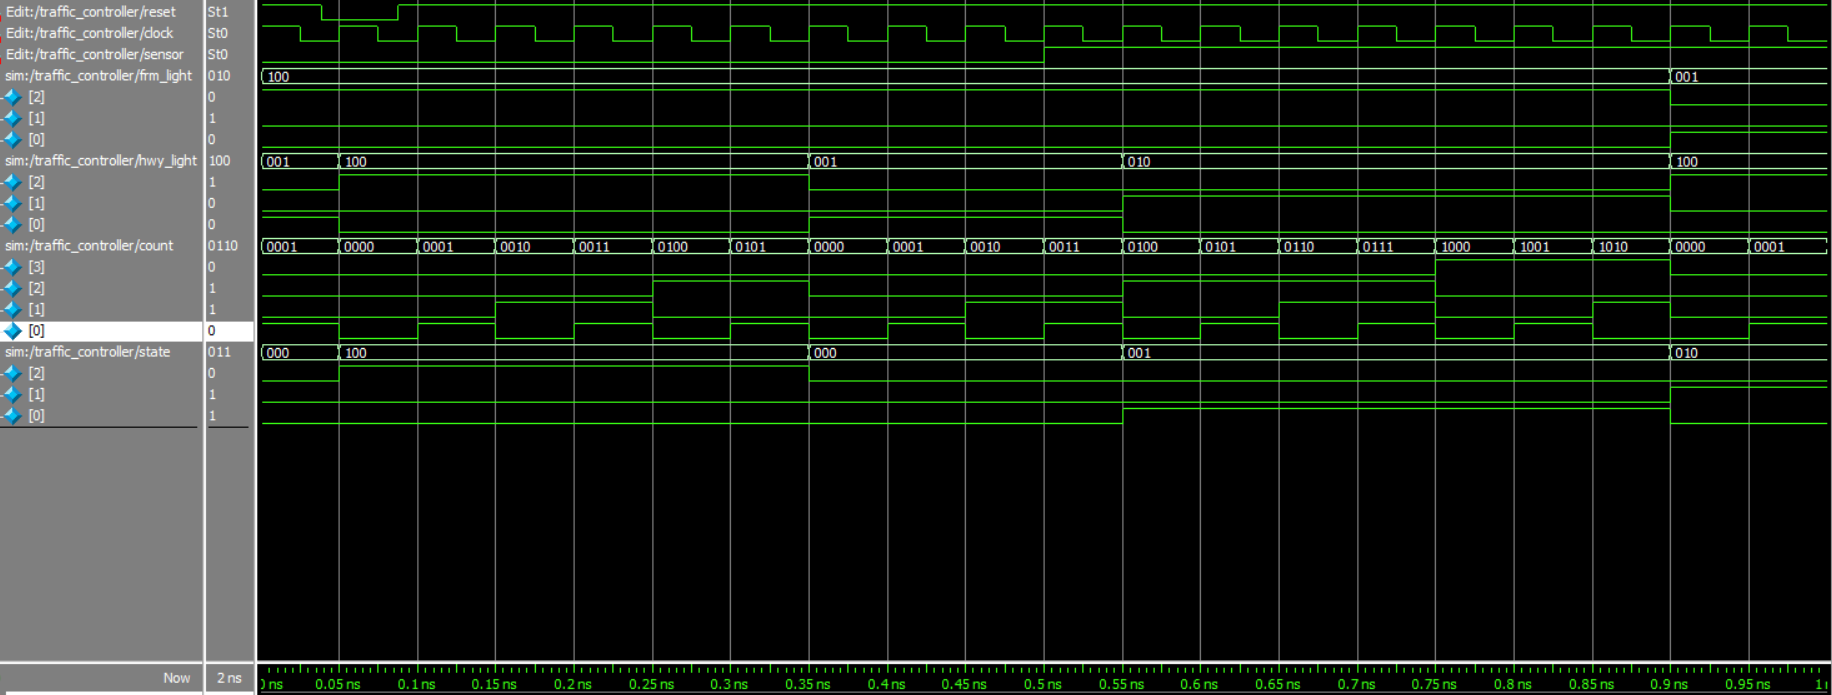 Edit:/traffic_controller/reset St1
Edit:/traffic_controller/clock St0
Edit:/traffic_controller/sensor St0
sim:/traffic_controller/frm_light 010 100 001
[2] 0
[1] 1
[0] 0
sim:/traffic_controller/hwy_light 100 001 100 001 010 100
[2] 1
[1] 0
[0] 0
sim:/traffic_controller/count 0110 0001 0000 0001 0010 0011 0100 0101 0000 0001 0010 0011 0100 0101 0110 0111 1000 1001 1010 0000 0001
[3] 0
[2] 1
[1] 1
[0] 0
sim:/traffic_controller/state 011 000 100 000 001 010
[2] 0
[1] 1
[0] 1
Now 2 ns ns 0.05 ns 0.1 ns 0.15 ns 0.2 ns 0.25 ns 0.3 ns 0.35 ns 0.4 ns 0.45 ns 0.5 ns 0.55 ns 0.6 ns 0.65 ns 0.7 ns 0.75 ns 0.8 ns 0.85 ns 0.9 ns 0.95 ns 1